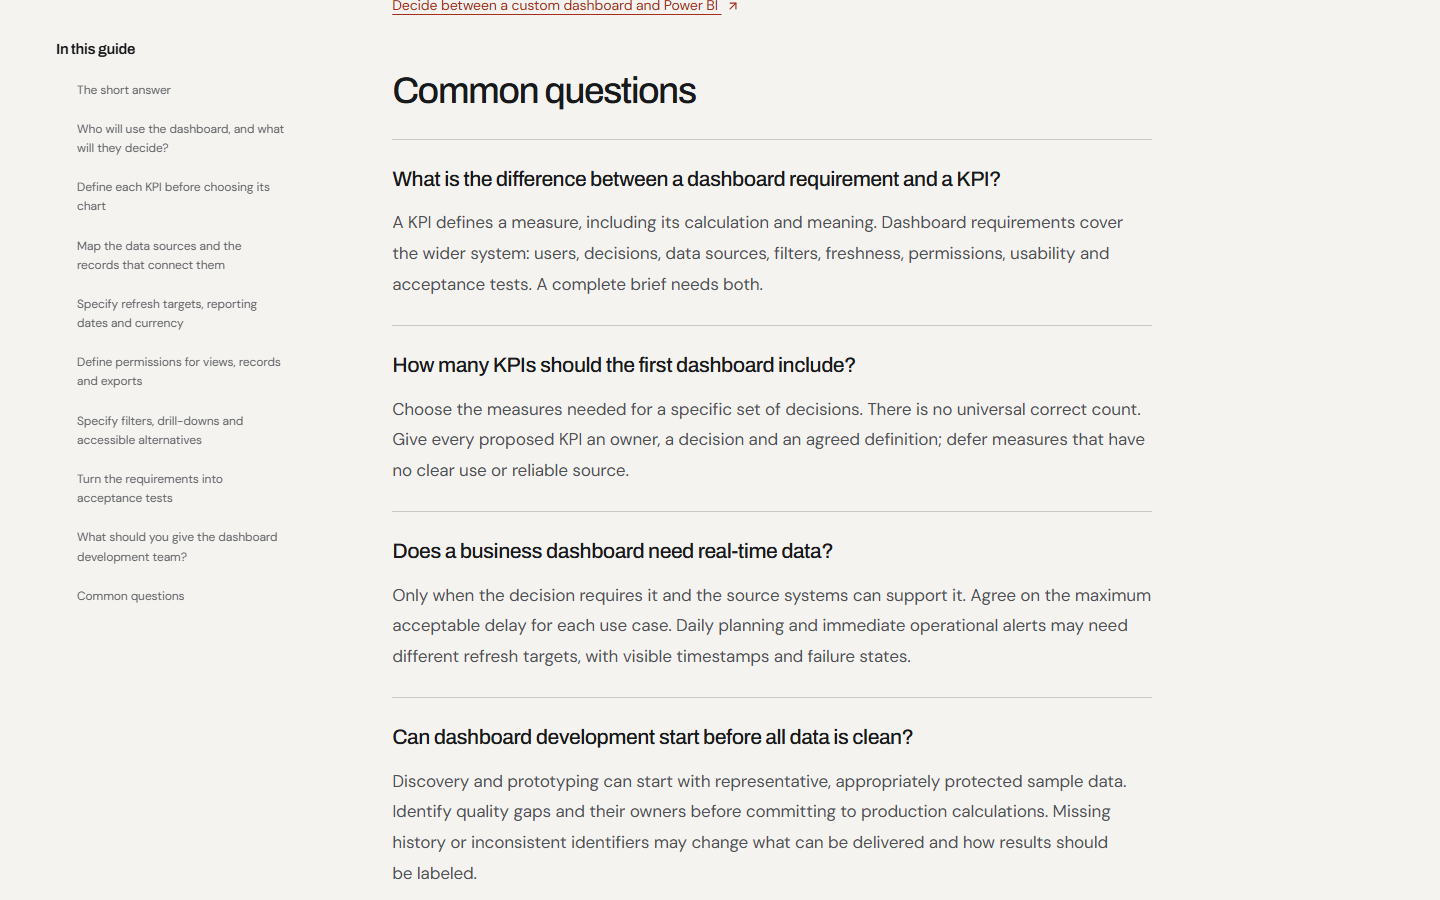 Decide between a custom dashboard and Power BI ↗
In this guide
The short answer
Who will use the dashboard, and what
will they decide?
Define each KPI before choosing its
chart
Map the data sources and the
records that connect them
Specify refresh targets, reporting
dates and currency
Define permissions for views, records
and exports
Specify filters, drill-downs and
accessible alternatives
Turn the requirements into
acceptance tests
What should you give the dashboard
development team?
Common questions
Common questions
What is the difference between a dashboard requirement and a KPI?
A KPI defines a measure, including its calculation and meaning. Dashboard requirements cover
the wider system: users, decisions, data sources, filters, freshness, permissions, usability and
acceptance tests. A complete brief needs both.
How many KPIs should the first dashboard include?
Choose the measures needed for a specific set of decisions. There is no universal correct count.
Give every proposed KPI an owner, a decision and an agreed definition; defer measures that have
no clear use or reliable source.
Does a business dashboard need real-time data?
Only when the decision requires it and the source systems can support it. Agree on the maximum
acceptable delay for each use case. Daily planning and immediate operational alerts may need
different refresh targets, with visible timestamps and failure states.
Can dashboard development start before all data is clean?
Discovery and prototyping can start with representative, appropriately protected sample data.
Identify quality gaps and their owners before committing to production calculations. Missing
history or inconsistent identifiers may change what can be delivered and how results should
be labeled.